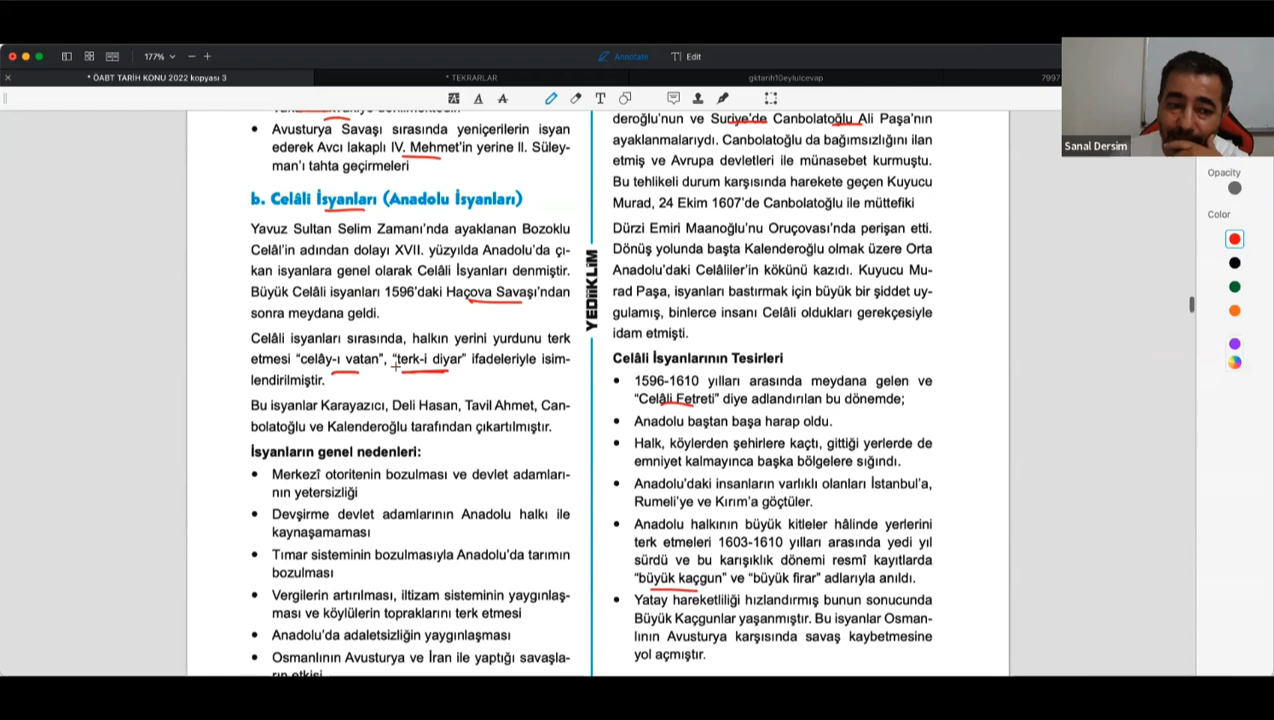 177%
Annotate
Edit
* ÖABT TARİH KONU 2022 kopyası 3
* TEKRARLAR
gktarih10eylulcevap
7997
Sanal Dersim
Opacity
Color
• Avusturya Savaşı sırasında yeniçerilerin isyan
ederek Avcı lakaplı IV. Mehmet'in yerine II. Süley-
man'ı tahta geçirmeleri
b. Celâli İsyanları (Anadolu İsyanları)
Yavuz Sultan Selim Zamanı'nda ayaklanan Bozoklu
Celâl'in adından dolayı XVII. yüzyılda Anadolu'da çı-
kan isyanlara genel olarak Celâli İsyanları denmiştir.
Büyük Celâli isyanları 1596'daki Haçova Savaşı'ndan
sonra meydana geldi.
Celâli isyanları sırasında, halkın yerini yurdunu terk
etmesi "celây-ı vatan", "terk-i diyar" ifadeleriyle isim-
lendirilmiştir.
Bu isyanlar Karayazıcı, Deli Hasan, Tavil Ahmet, Can-
bolatoğlu ve Kalenderoğlu tarafından çıkartılmıştır.
İsyanların genel nedenleri:
• Merkezî otoritenin bozulması ve devlet adamları-
nın yetersizliği
• Devşirme devlet adamlarının Anadolu halkı ile
kaynaşamaması
• Tımar sisteminin bozulmasıyla Anadolu'da tarımın
bozulması
• Vergilerin artırılması, iltizam sisteminin yaygınlaş-
ması ve köylülerin topraklarını terk etmesi
• Anadolu'da adaletsizliğin yaygınlaşması
• Osmanlının Avusturya ve İran ile yaptığı savaşla-
rın etkisi
YEDİİKLİM
deroğlu'nun ve Suriye'de Canbolatoğlu Ali Paşa'nın
ayaklanmalarıydı. Canbolatoğlu da bağımsızlığını ilan
etmiş ve Avrupa devletleri ile münasebet kurmuştu.
Bu tehlikeli durum karşısında harekete geçen Kuyucu
Murad, 24 Ekim 1607'de Canbolatoğlu ile müttefiki
Dürzi Emiri Maanoğlu'nu Oruçovası'nda perişan etti.
Dönüş yolunda başta Kalenderoğlu olmak üzere Orta
Anadolu'daki Celâliler'in kökünü kazıdı. Kuyucu Mu-
rad Paşa, isyanları bastırmak için büyük bir şiddet uy-
gulamış, binlerce insanı Celâli oldukları gerekçesiyle
idam etmişti.
Celâli İsyanlarının Tesirleri
• 1596-1610 yılları arasında meydana gelen ve
"Celâli Fetreti" diye adlandırılan bu dönemde;
• Anadolu baştan başa harap oldu.
• Halk, köylerden şehirlere kaçtı, gittiği yerlerde de
emniyet kalmayınca başka bölgelere sığındı.
• Anadolu'daki insanların varlıklı olanları İstanbul'a,
Rumeli'ye ve Kırım'a göçtüler.
• Anadolu halkının büyük kitleler hâlinde yerlerini
terk etmeleri 1603-1610 yılları arasında yedi yıl
sürdü ve bu karışıklık dönemi resmî kayıtlarda
"büyük kaçgun" ve "büyük firar" adlarıyla anıldı.
• Yatay hareketliliği hızlandırmış bunun sonucunda
Büyük Kaçgunlar yaşanmıştır. Bu isyanlar Osman-
lının Avusturya karşısında savaş kaybetmesine
yol açmıştır.